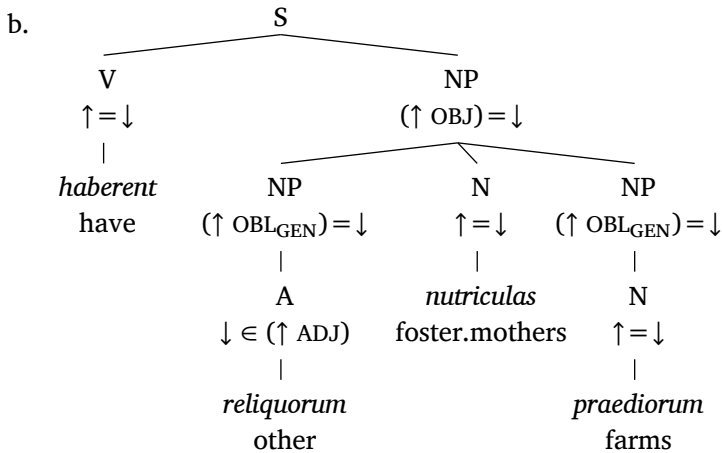 b.
S
V NP
↑=↓ (↑ OBJ)=↓
haberent NP N NP
have (↑ OBL_GEN)=↓ ↑=↓ (↑ OBL_GEN)=↓
A nutriculas N
↓ ∈ (↑ ADJ) foster.mothers ↑=↓
reliquorum praediorum
other farms